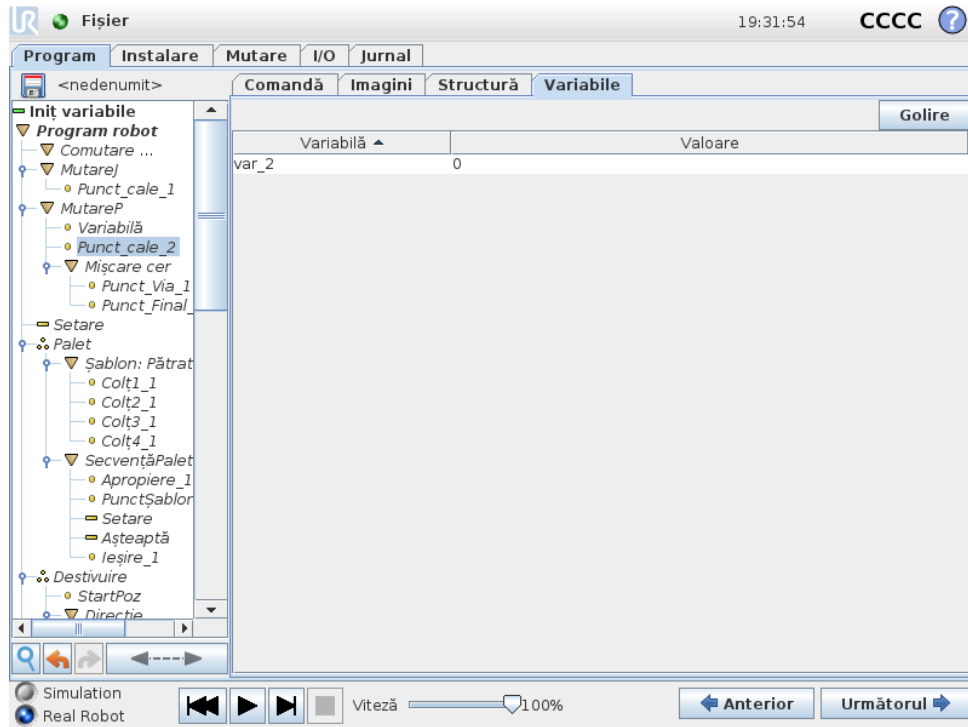 Fișier 19:31:54 CCCC ?
Program Instalare Mutare I/O Jurnal
<nedenumit> Comandă Imagini Structură Variabile
Golire
Variabilă Valoare
var_2 0
Iniț variabile
Program robot
Comutare ...
MutareJ
Punct_cale_1
MutareP
Variabilă
Punct_cale_2
Mișcare cer
Punct_Via_1
Punct_Final_
Setare
Palet
Șablon: Pătrat
Colț1_1
Colț2_1
Colț3_1
Colț4_1
SecvențăPalet
Apropiere_1
PunctȘablon
Setare
Așteaptă
Ieșire_1
Destivuire
StartPoz
Direcție
Simulation
Real Robot
Viteză 100% Anterior Următorul